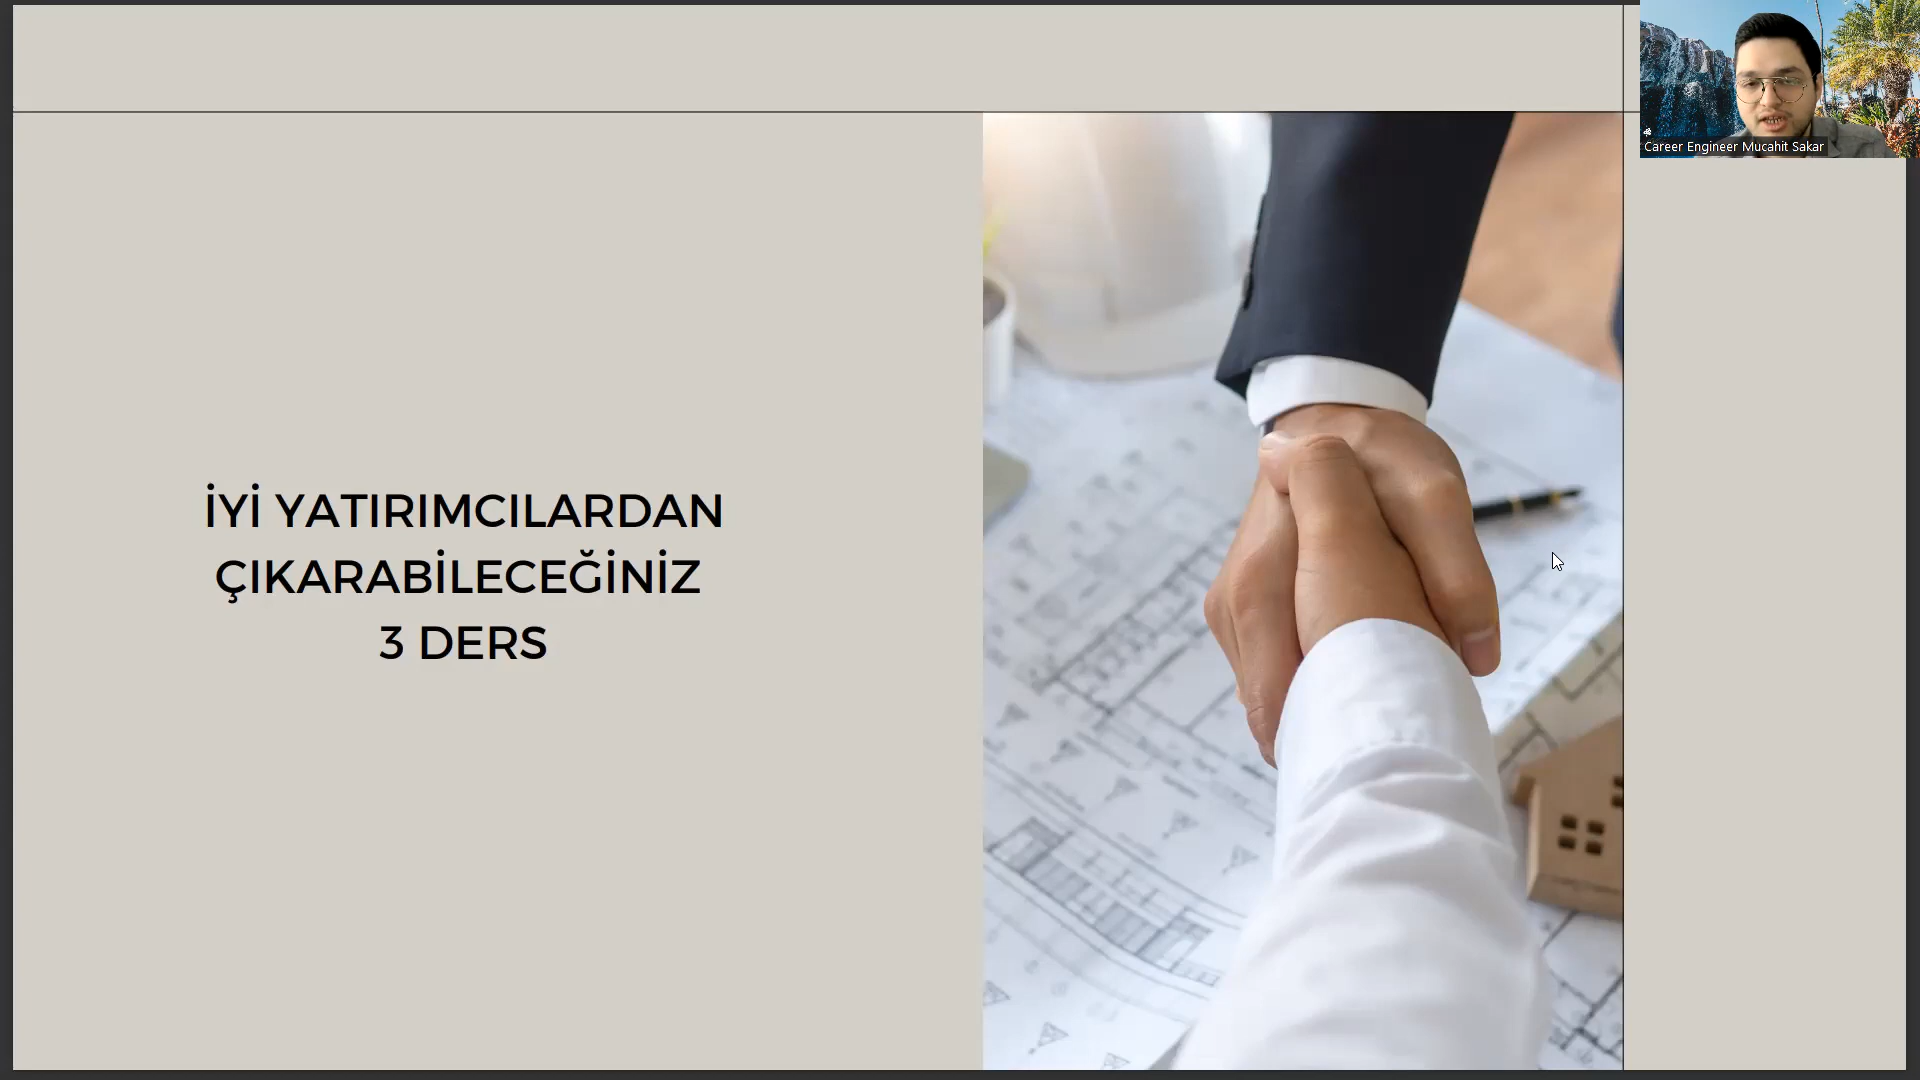 İYİ YATIRIMCILARDAN
ÇIKARABİLECEĞİNİZ
3 DERS
Career Engineer Mucahit Sakar